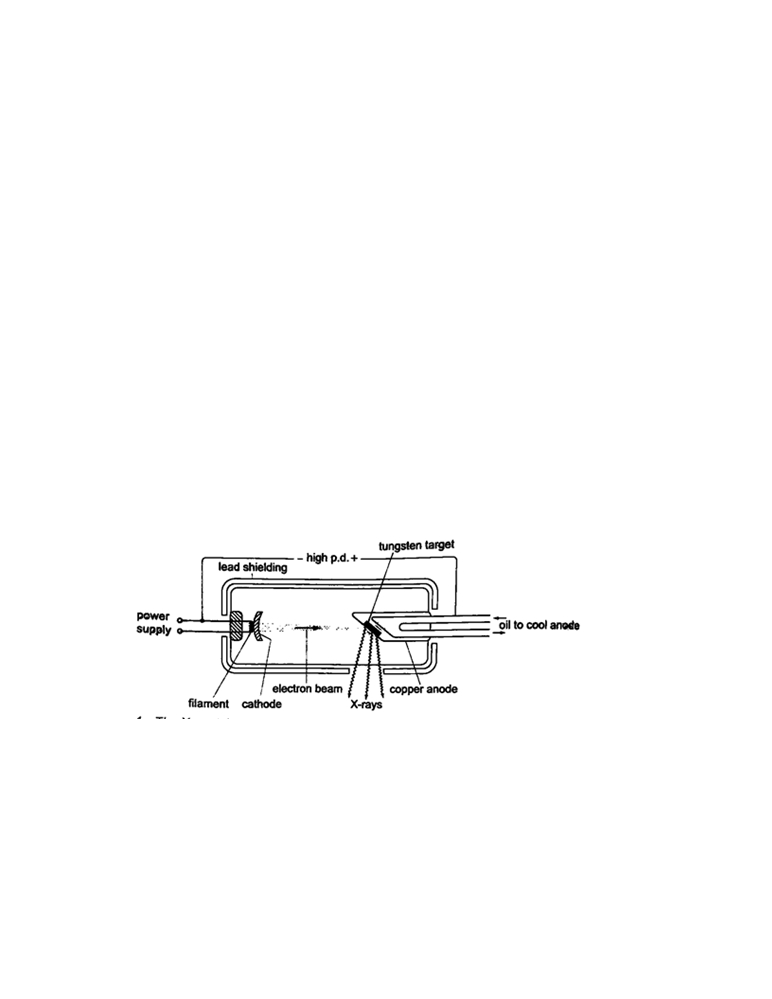 tungsten target
- high p.d. +
lead shielding
power
supply
oil to cool anode
electron beam
copper anode
filament
cathode
X-rays